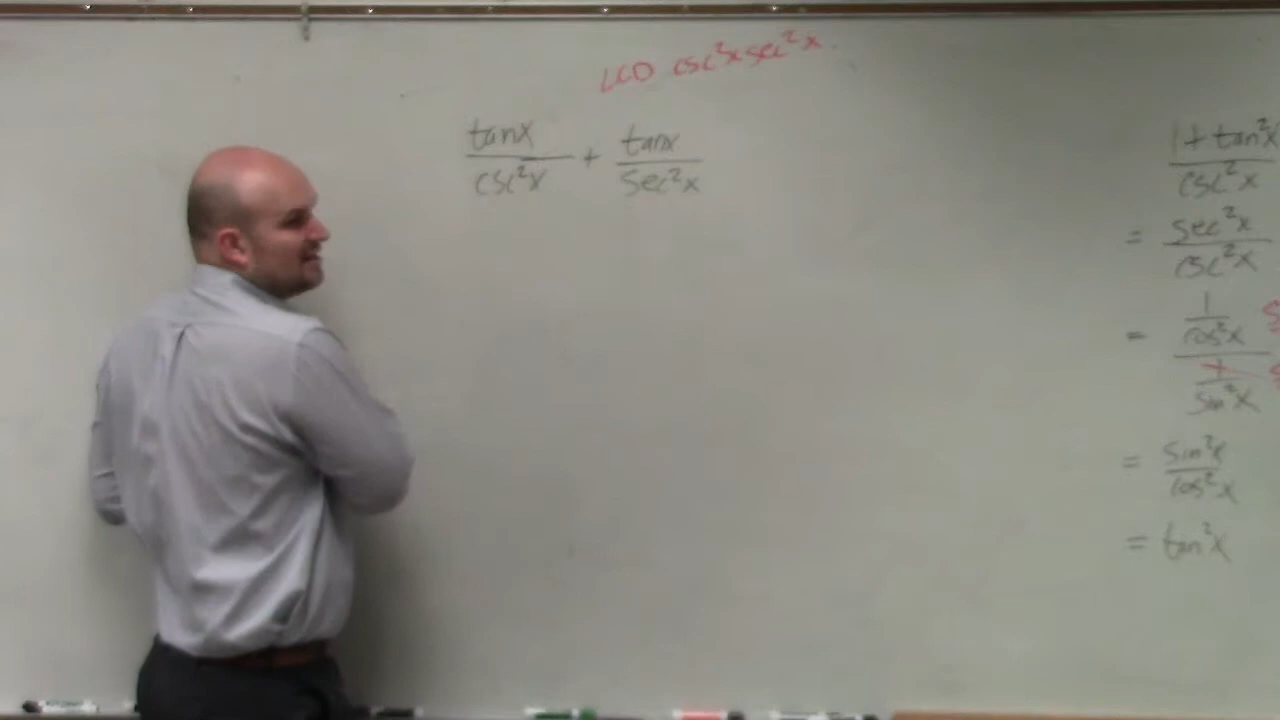 LCD csc²x sec²x.
tanx/csc²x + tanx/sec²x
1 + tan²x/csc²x
= sec²x/csc²x
= 1/cos²x / 1/sin²x
= sin²x/cos²x
= tan²x